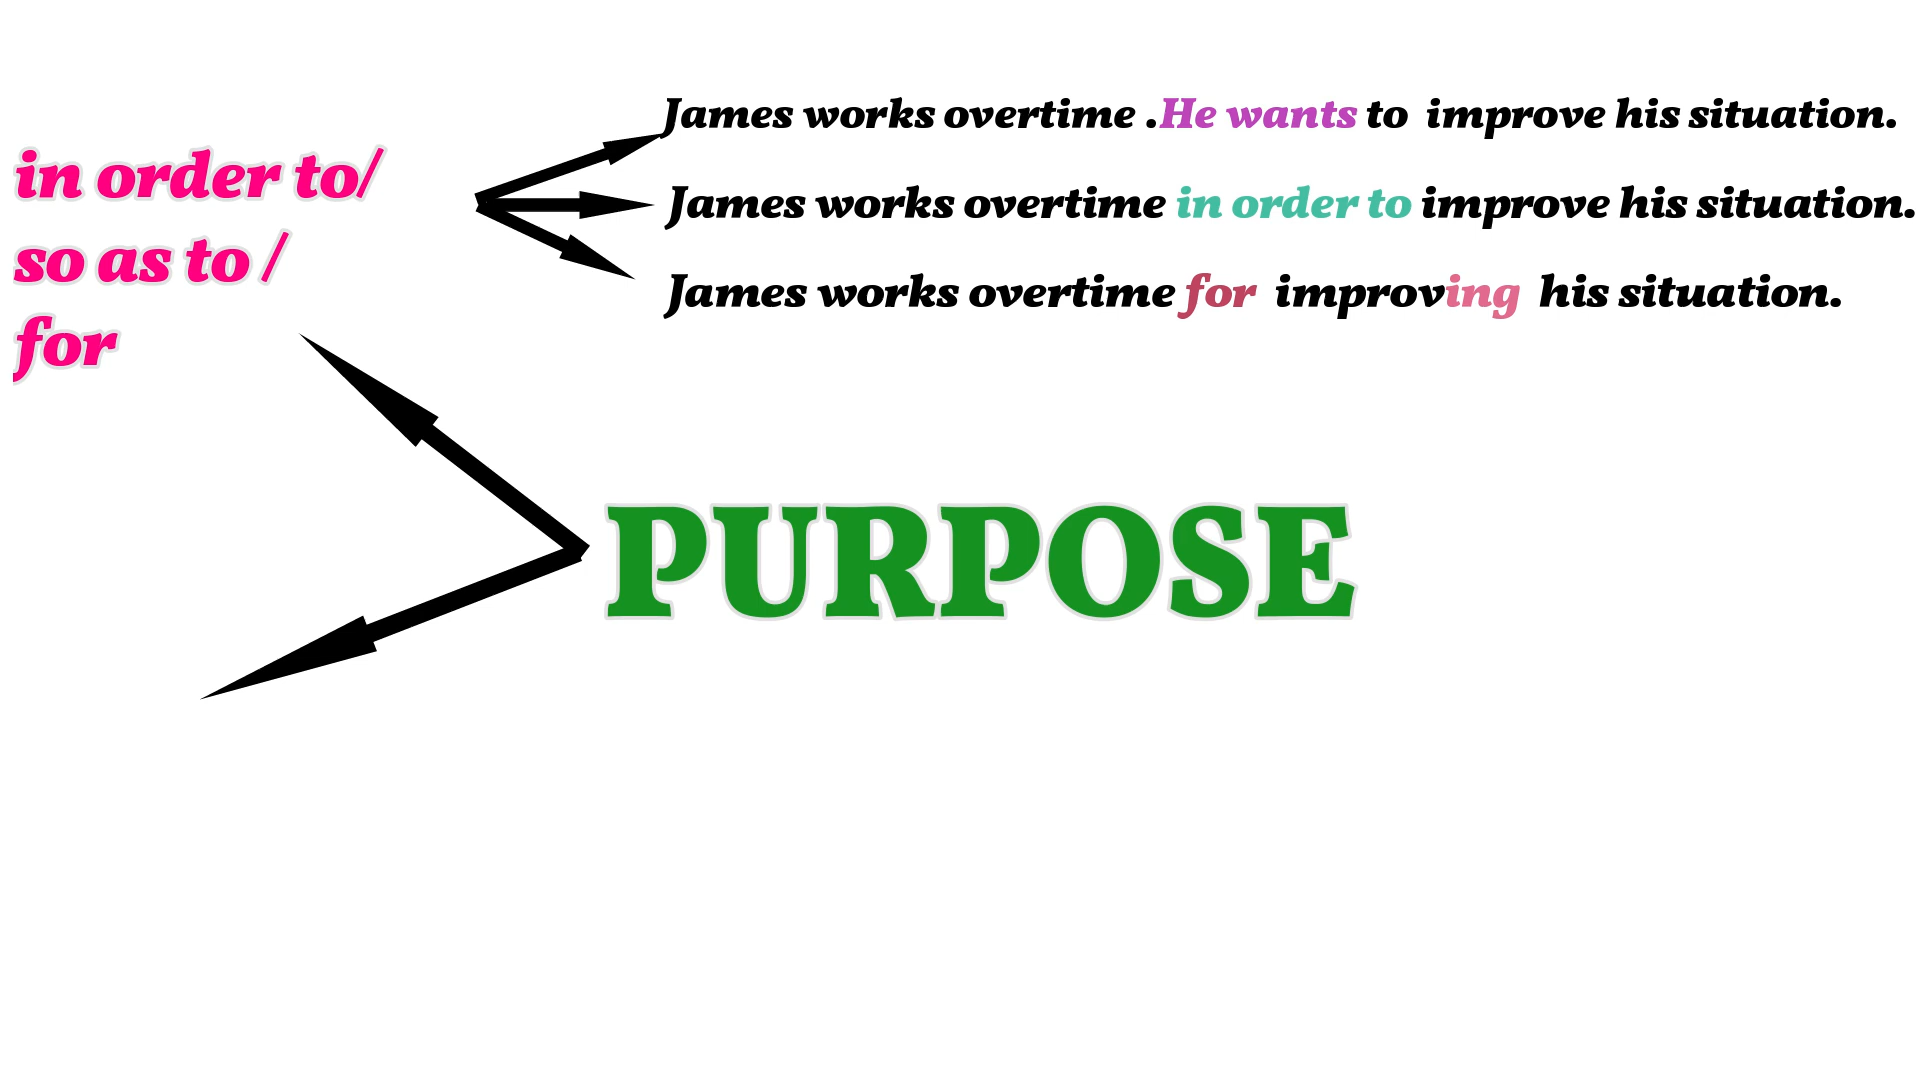 in order to/
so as to /
for
James works overtime .He wants to improve his situation.
James works overtime in order to improve his situation.
James works overtime for improving his situation.
PURPOSE